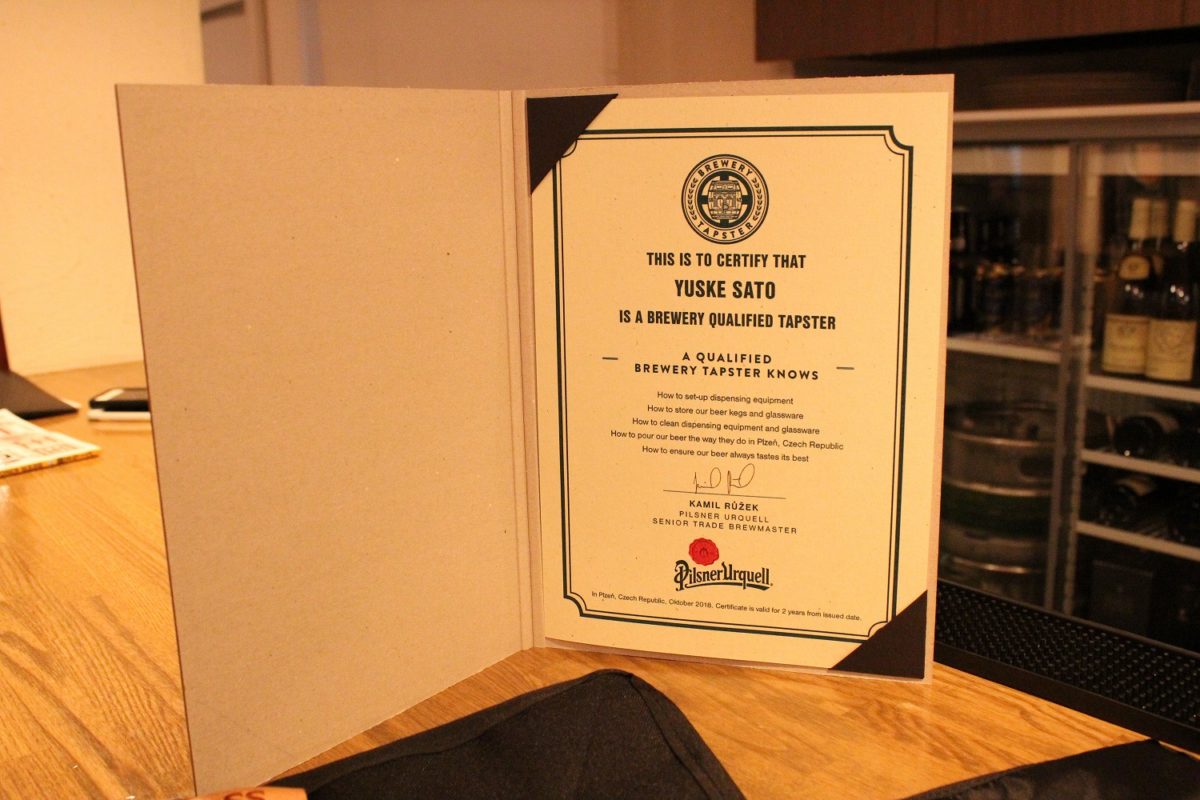 BREWERY
TAPSTER
THIS IS TO CERTIFY THAT
YUSKE SATO
IS A BREWERY QUALIFIED TAPSTER
A QUALIFIED
BREWERY TAPSTER KNOWS
How to set-up dispensing equipment
How to store our beer kegs and glassware
How to clean dispensing equipment and glassware
How to pour our beer the way they do in Plzeň, Czech Republic
How to ensure our beer always tastes its best
KAMIL RŮŽEK
PILSNER URQUELL
SENIOR TRADE BREWMASTER
Pilsner Urquell
In Plzeň, Czech Republic, Oktober 2018. Certificate is valid for 2 years from issued date.